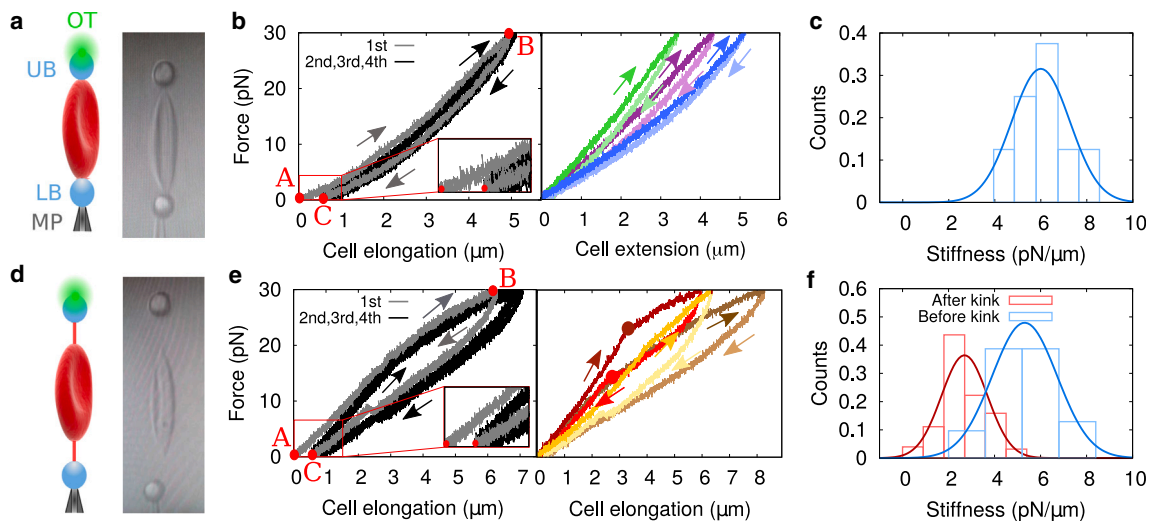 a
OT
UB
LB
MP
b
Force (pN)
30
20
10
0
1st
2nd,3rd,4th
A
B
C
0 1 2 3 4 5
Cell elongation (μm)
0 1 2 3 4 5 6
Cell extension (μm)
c
Counts
0.4
0.3
0.2
0.1
0
0 2 4 6 8 10
Stiffness (pN/μm)
d
e
Force (pN)
30
20
10
0
1st
2nd,3rd,4th
A
B
C
0 1 2 3 4 5 6 7
Cell elongation (μm)
0 1 2 3 4 5 6 7 8
Cell elongation (μm)
f
Counts
0.6
0.5
0.4
0.3
0.2
0.1
0
After kink
Before kink
0 2 4 6 8 10
Stiffness (pN/μm)